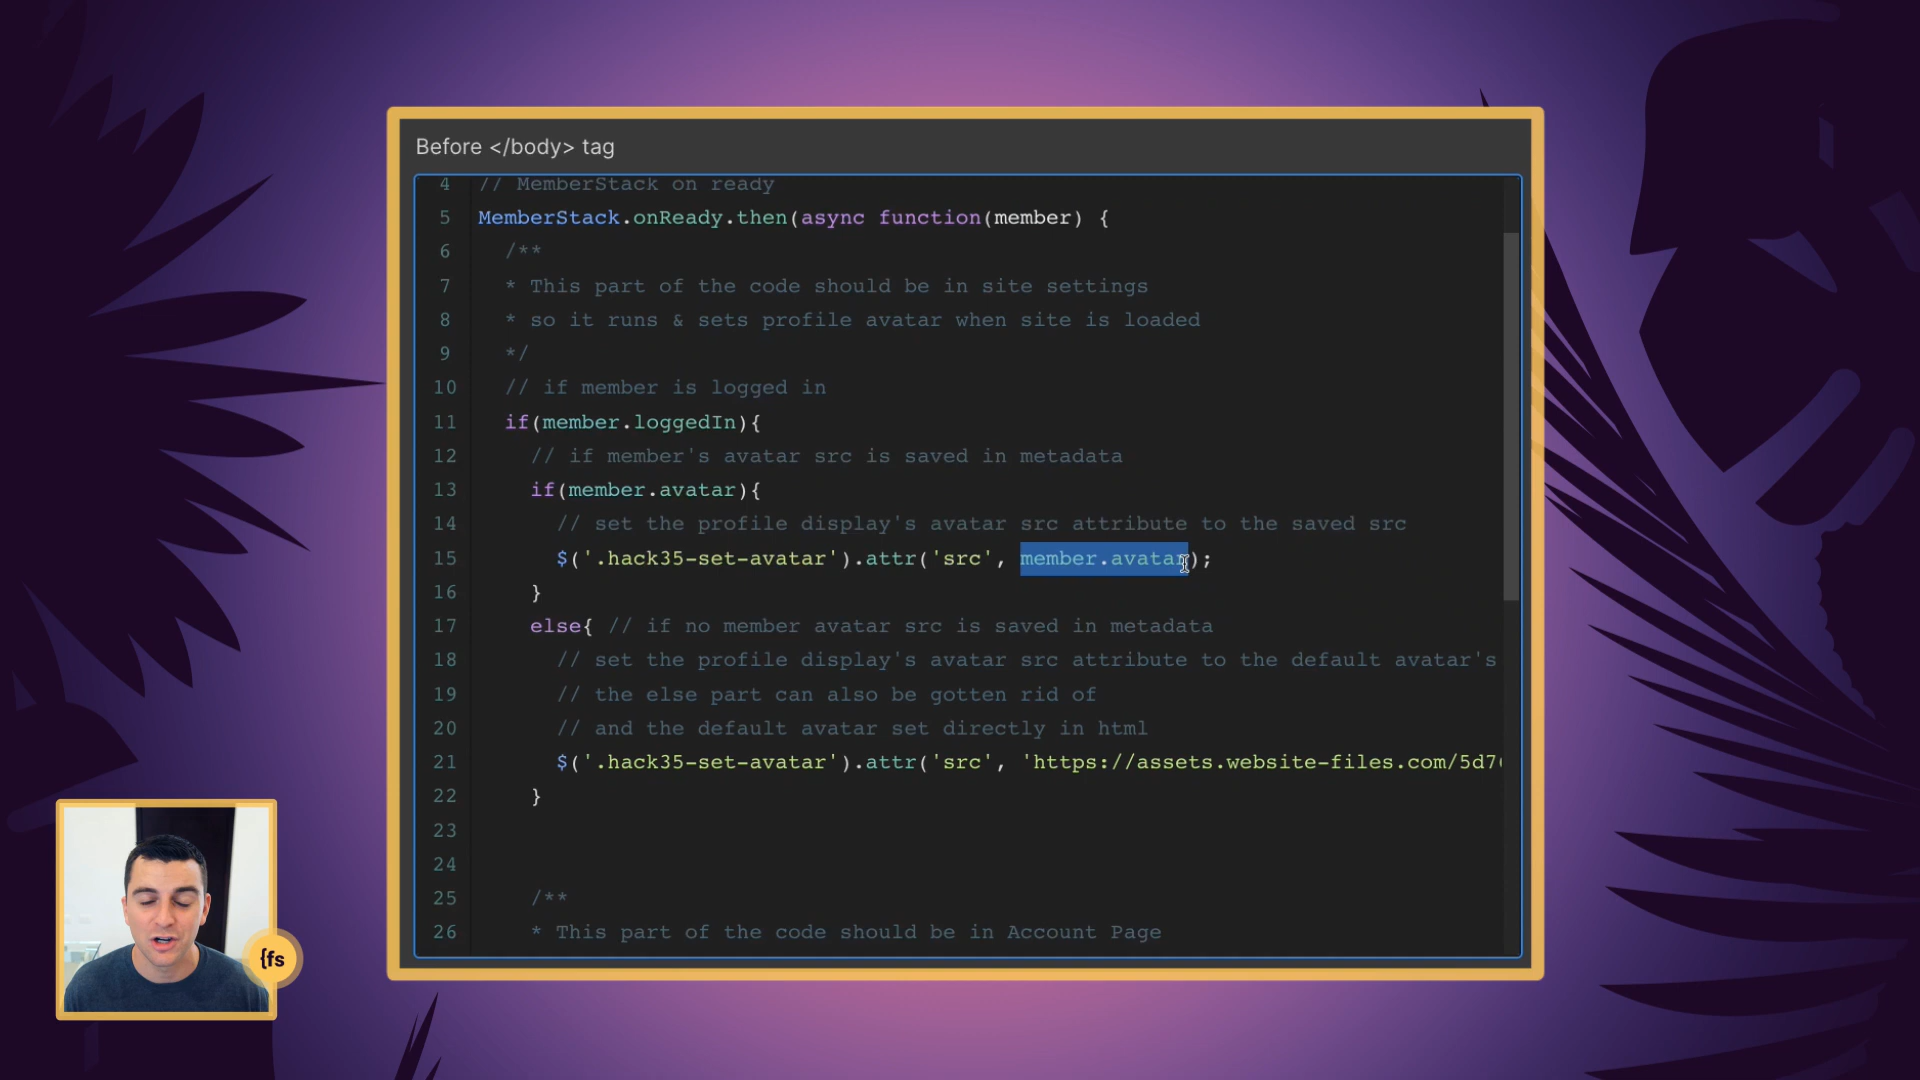 Before </body> tag
4 // MemberStack on ready
5 MemberStack.onReady.then(async function(member) {
6 /**
7 * This part of the code should be in site settings
8 * so it runs & sets profile avatar when site is loaded
9 */
10 // if member is logged in
11 if(member.loggedIn){
12 // if member's avatar src is saved in metadata
13 if(member.avatar){
14 // set the profile display's avatar src attribute to the saved src
15 $('.hack35-set-avatar').attr('src', member.avatar);
16 }
17 else{ // if no member avatar src is saved in metadata
18 // set the profile display's avatar src attribute to the default avatar's
19 // the else part can also be gotten rid of
20 // and the default avatar set directly in html
21 $('.hack35-set-avatar').attr('src', 'https://assets.website-files.com/5d7
22 }
23
24
25 /**
26 * This part of the code should be in Account Page
{fs